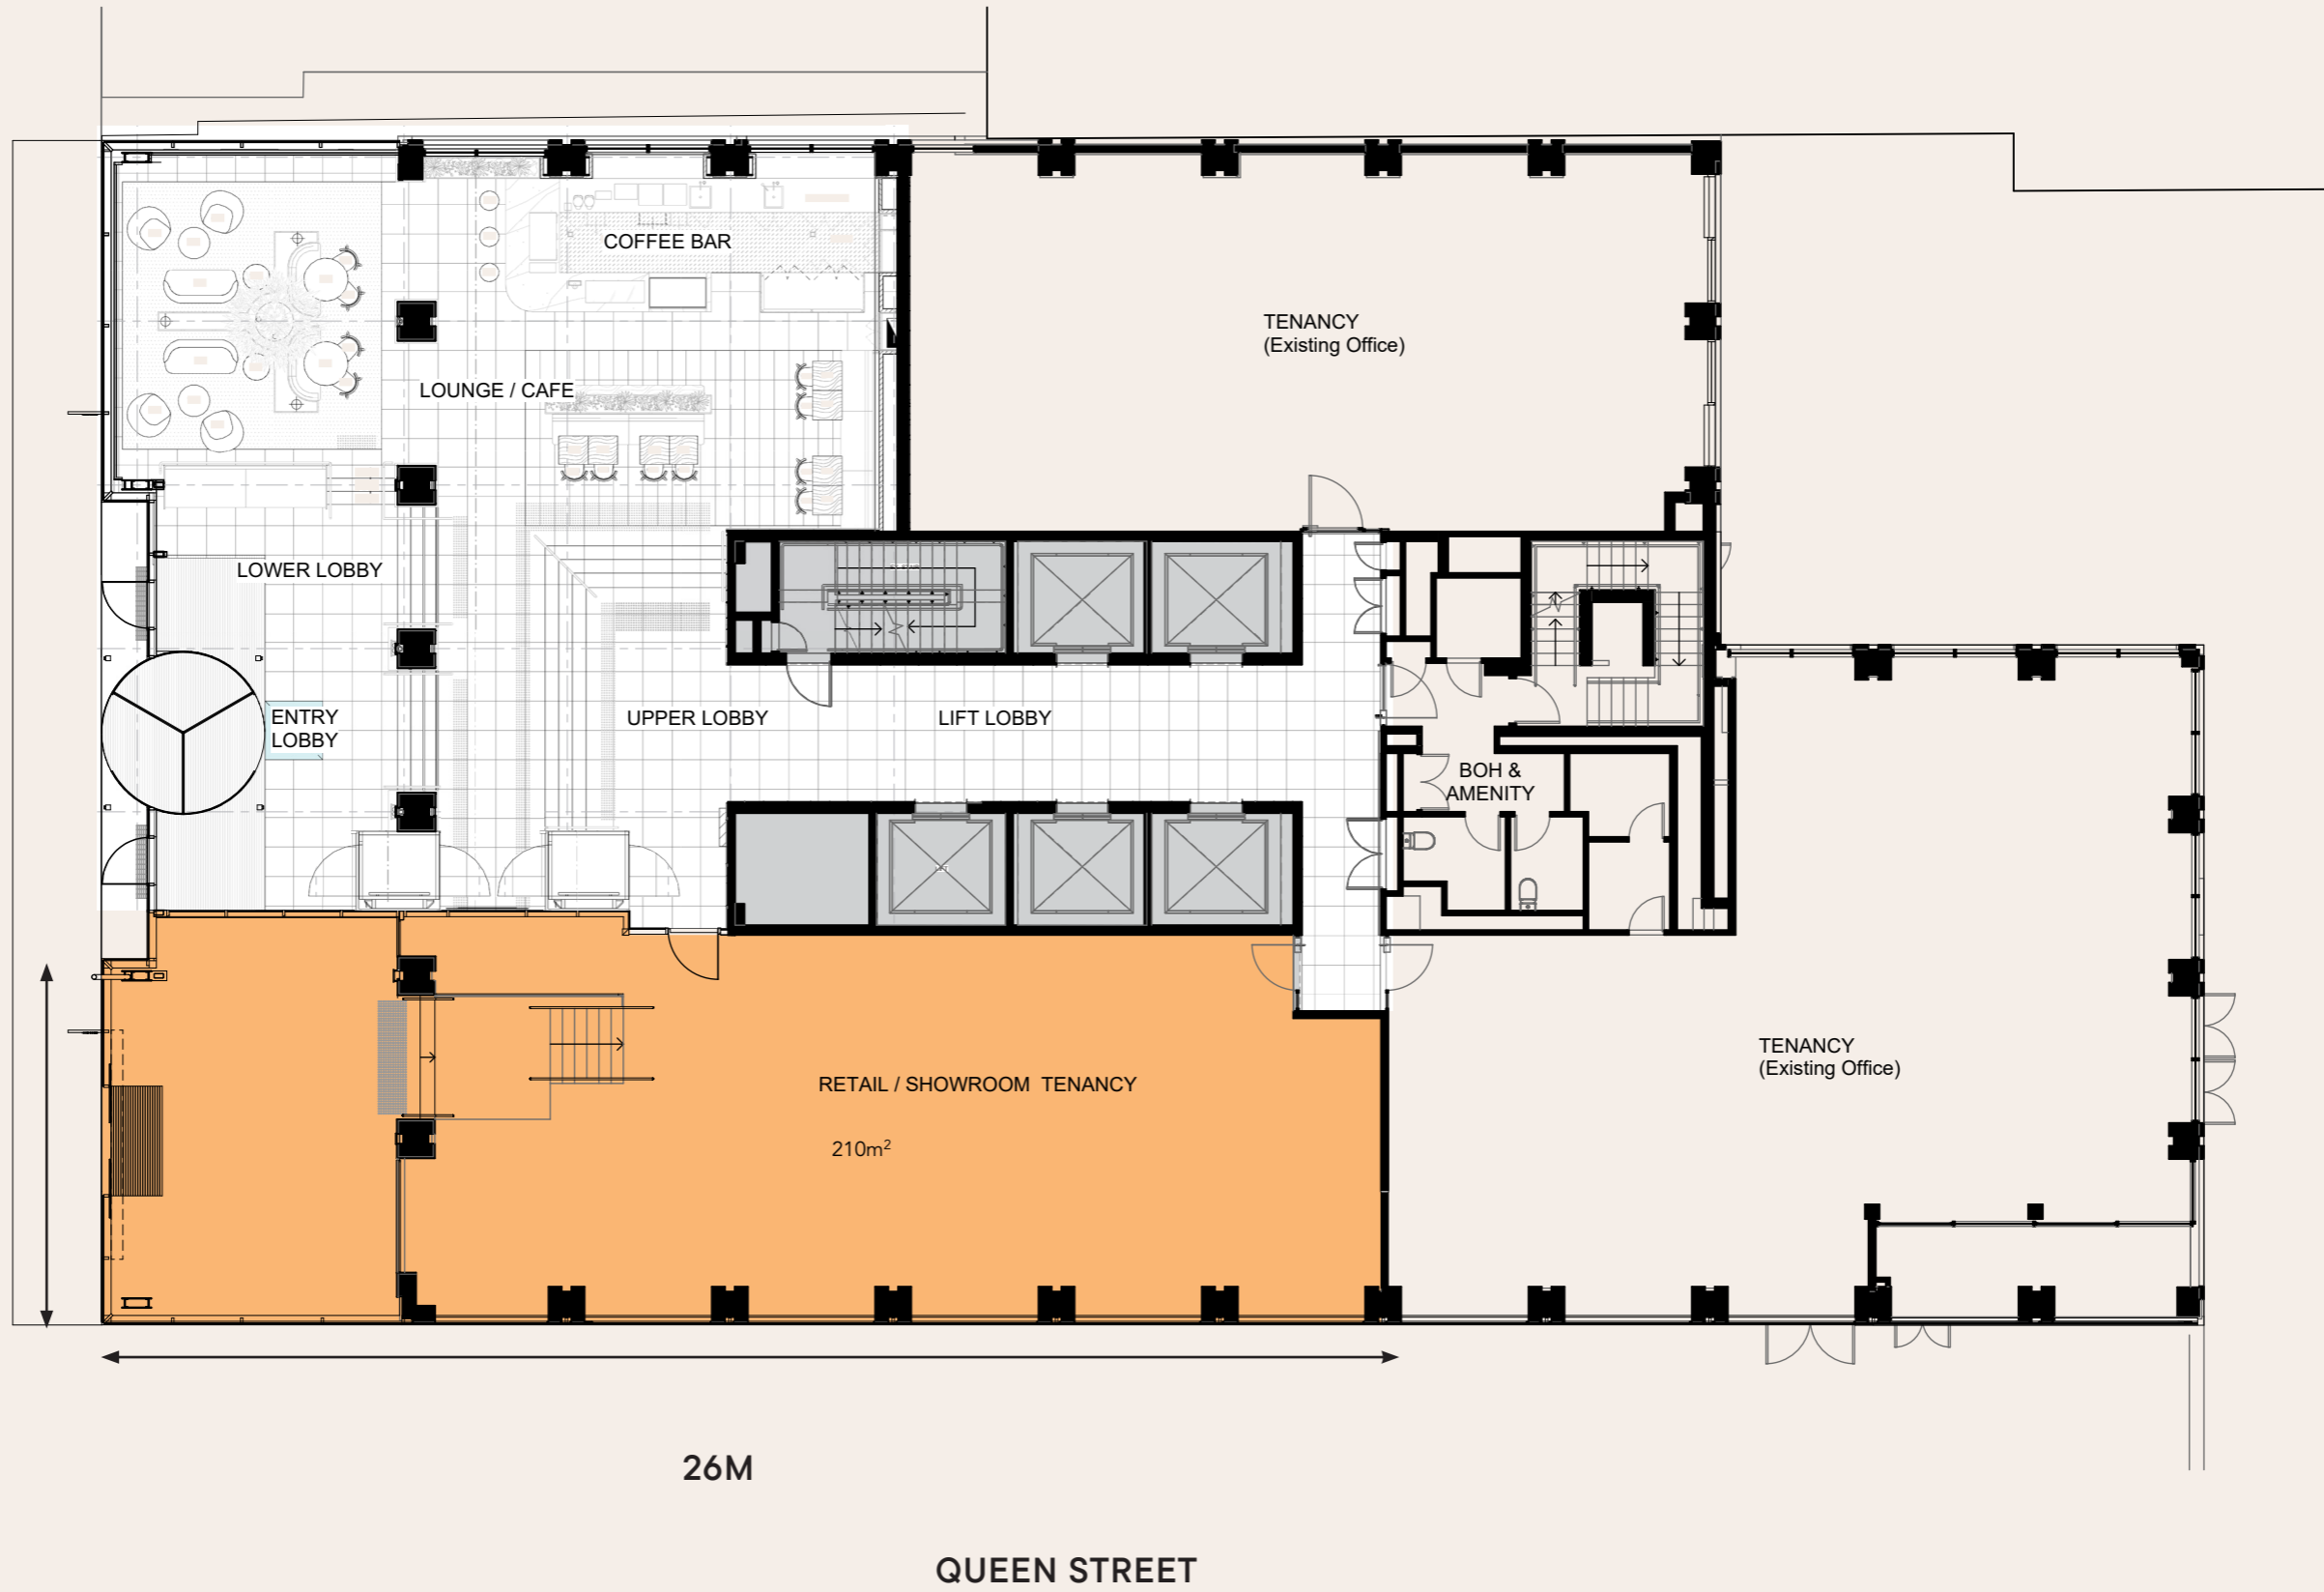 COFFEE BAR
TENANCY
(Existing Office)
LOUNGE / CAFE
LOWER LOBBY
ENTRY
LOBBY
UPPER LOBBY
LIFT LOBBY
BOH &
AMENITY
TENANCY
(Existing Office)
RETAIL / SHOWROOM TENANCY
210m²
26M
QUEEN STREET